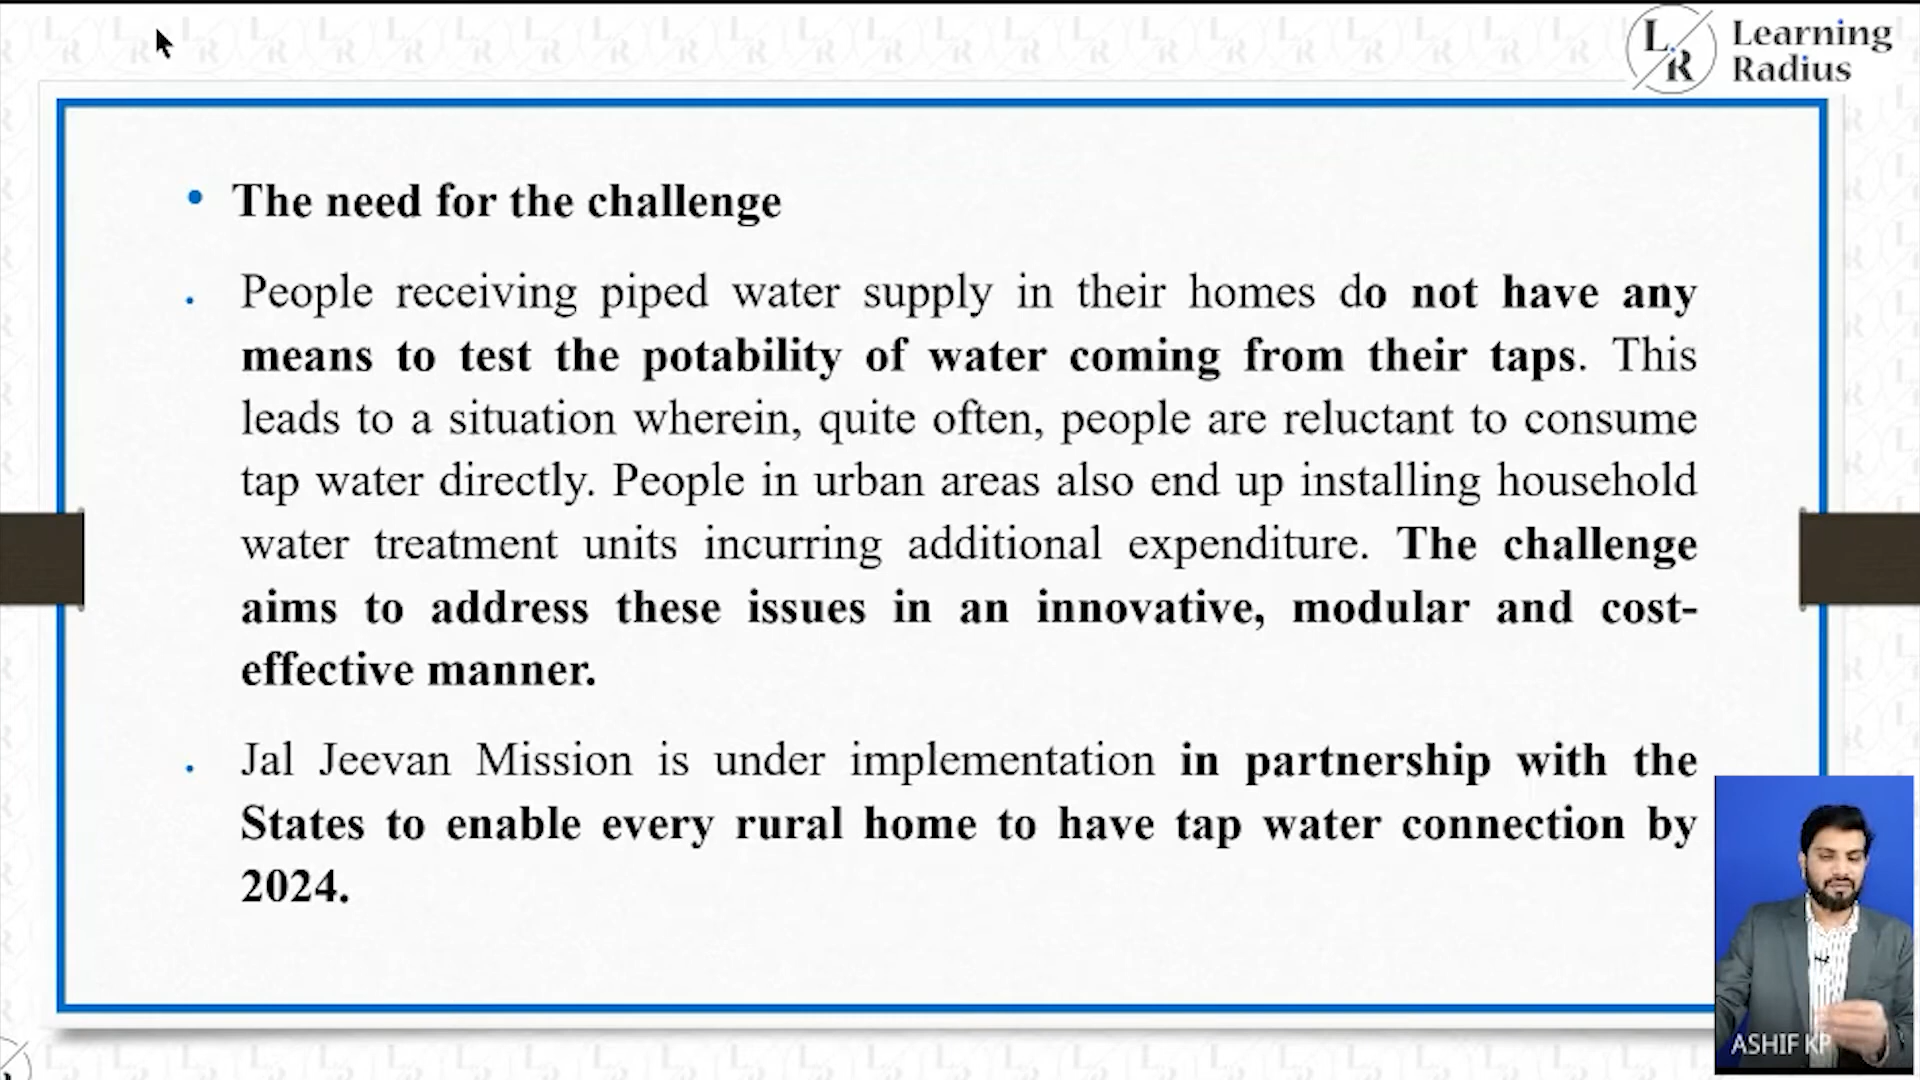 L
R
Learning
Radius
• The need for the challenge
• People receiving piped water supply in their homes do not have any
means to test the potability of water coming from their taps. This
leads to a situation wherein, quite often, people are reluctant to consume
tap water directly. People in urban areas also end up installing household
water treatment units incurring additional expenditure. The challenge
aims to address these issues in an innovative, modular and cost-
effective manner.
• Jal Jeevan Mission is under implementation in partnership with the
States to enable every rural home to have tap water connection by
2024.
ASHIF KP